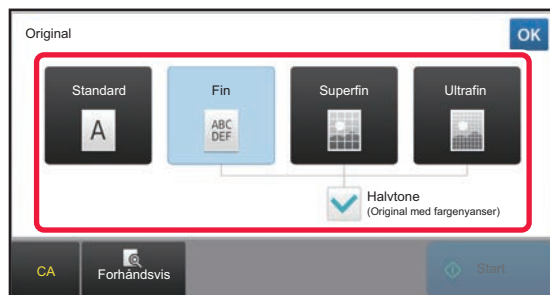 Original
OK
Standard
Fin
Superfin
Ultrafin
A
ABC
DEF
Halvtone
(Original med fargenyanser)
CA
Forhåndsvis
Start